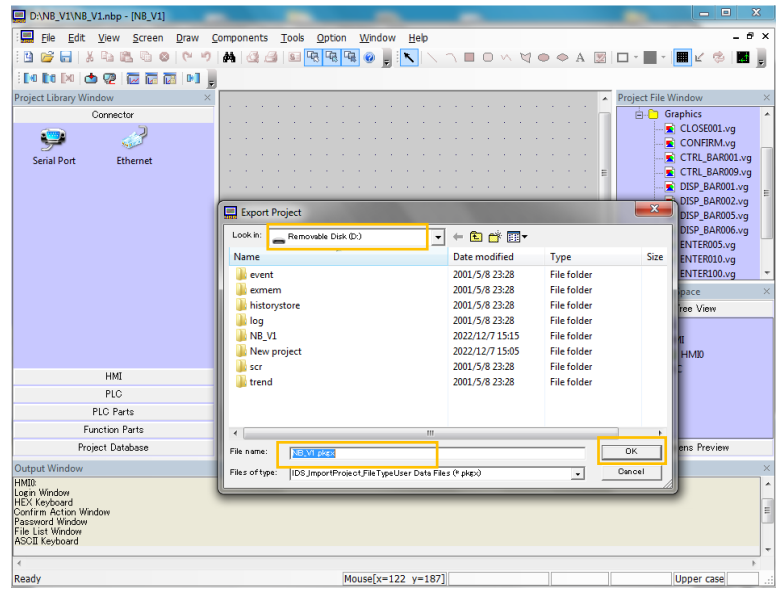 D:\NB_V1\NB_V1.nbp - [NB_V1]
File Edit View Screen Draw Components Tools Option Window Help
Project Library Window
Connector
Serial Port
Ethernet
HMI
PLC
PLC Parts
Function Parts
Project Database
Project File Window
Graphics
CLOSE001.vg
CONFIRM.vg
CTRL_BAR001.vg
CTRL_BAR009.vg
DISP_BAR001.vg
DISP_BAR002.vg
DISP_BAR005.vg
DISP_BAR006.vg
ENTER005.vg
ENTER010.vg
ENTER100.vg
Export Project
Look in: Removable Disk (D:)
Name Date modified Type Size
event 2001/5/8 23:28 File folder
exmem 2001/5/8 23:28 File folder
historystore 2001/5/8 23:28 File folder
log 2001/5/8 23:28 File folder
NB_V1 2022/12/7 15:15 File folder
New project 2022/12/7 15:05 File folder
scr 2001/5/8 23:28 File folder
trend 2001/5/8 23:28 File folder
File name: NB_V1.pkgx OK
Files of type: IDS_ImportProject_FileTypeUser Data Files (*.pkgx) Cancel
pace
ree View
HMI0
ens Preview
Output Window
HMI0:
Login Window
HEX Keyboard
Confirm Action Window
Password Window
File List Window
ASCII Keyboard
Ready
Mouse[x=122 y=187]
Upper case